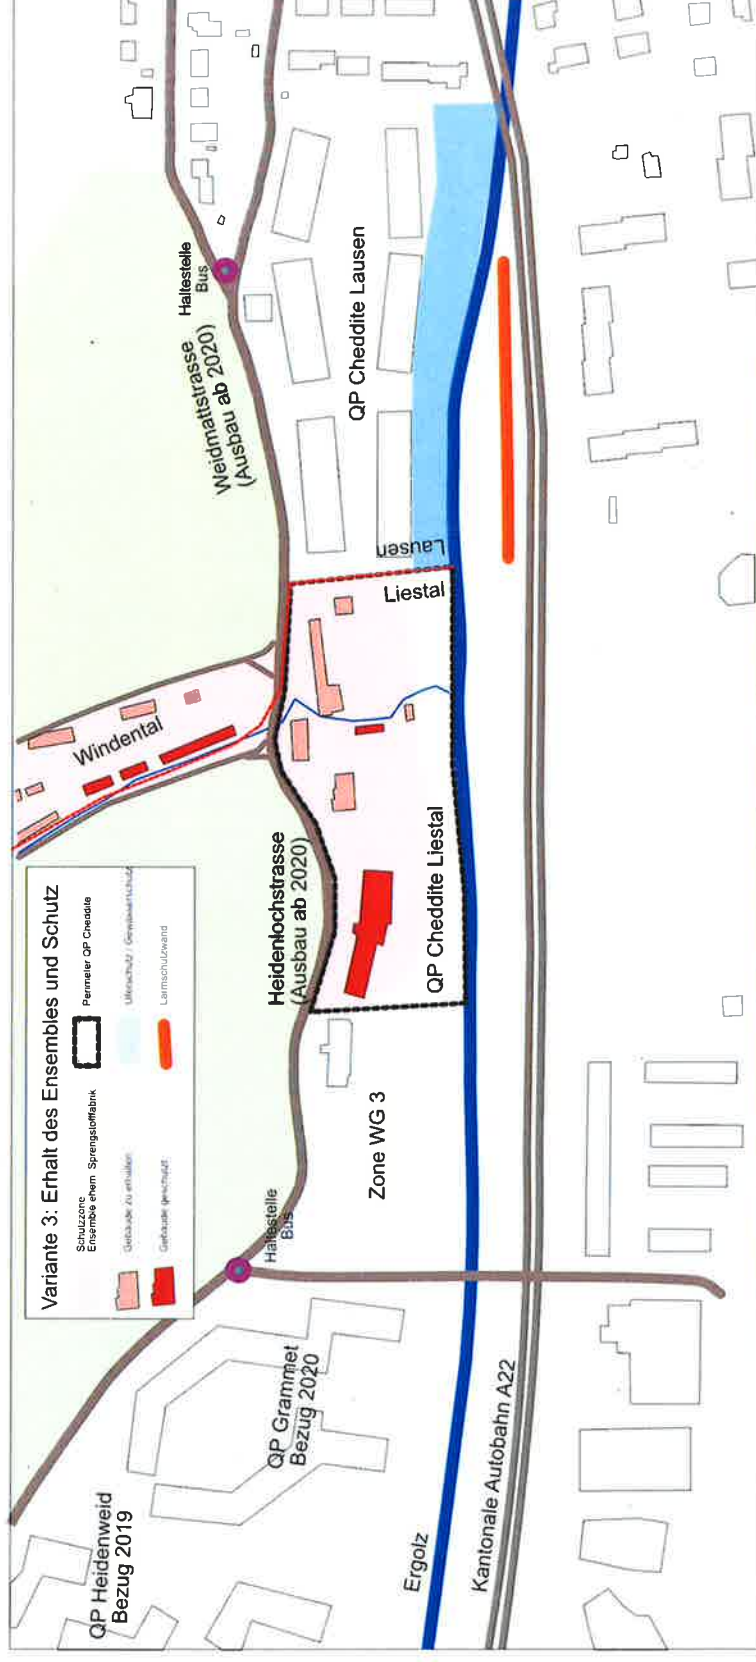 Variante 3: Erhalt des Ensembles und Schutz
Schutzzone
Ensemble ehem. Sprengstofffabrik
Perimeter QP Cheddite
Gebäude zu erhalten
Uferschutz / Gewässerschutz
Gebäude geschützt
Lärmschutzwand
Windental
Weidmattstrasse
(Ausbau ab 2020)
Haltestelle
Bus
Heidenlochstrasse
(Ausbau ab 2020)
Haltestelle
Bus
QP Heidenweid
Bezug 2019
QP Grammet
Bezug 2020
Zone WG 3
QP Cheddite Liestal
Liestal
Lausen
QP Cheddite Lausen
Ergolz
Kantonale Autobahn A22